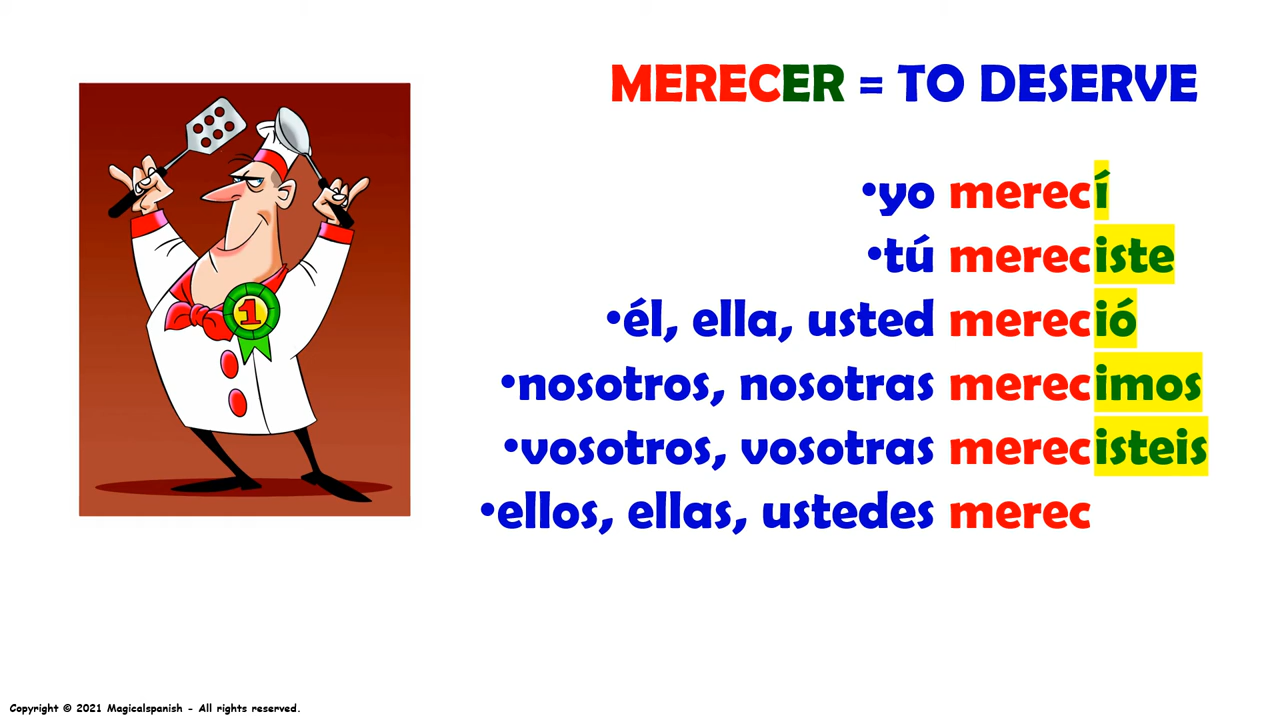 MERECER = TO DESERVE
•yo merecí
•tú mereciste
•él, ella, usted mereció
•nosotros, nosotras merecimos
•vosotros, vosotras merecisteis
•ellos, ellas, ustedes merec
1
Copyright © 2021 Magicalspanish - All rights reserved.